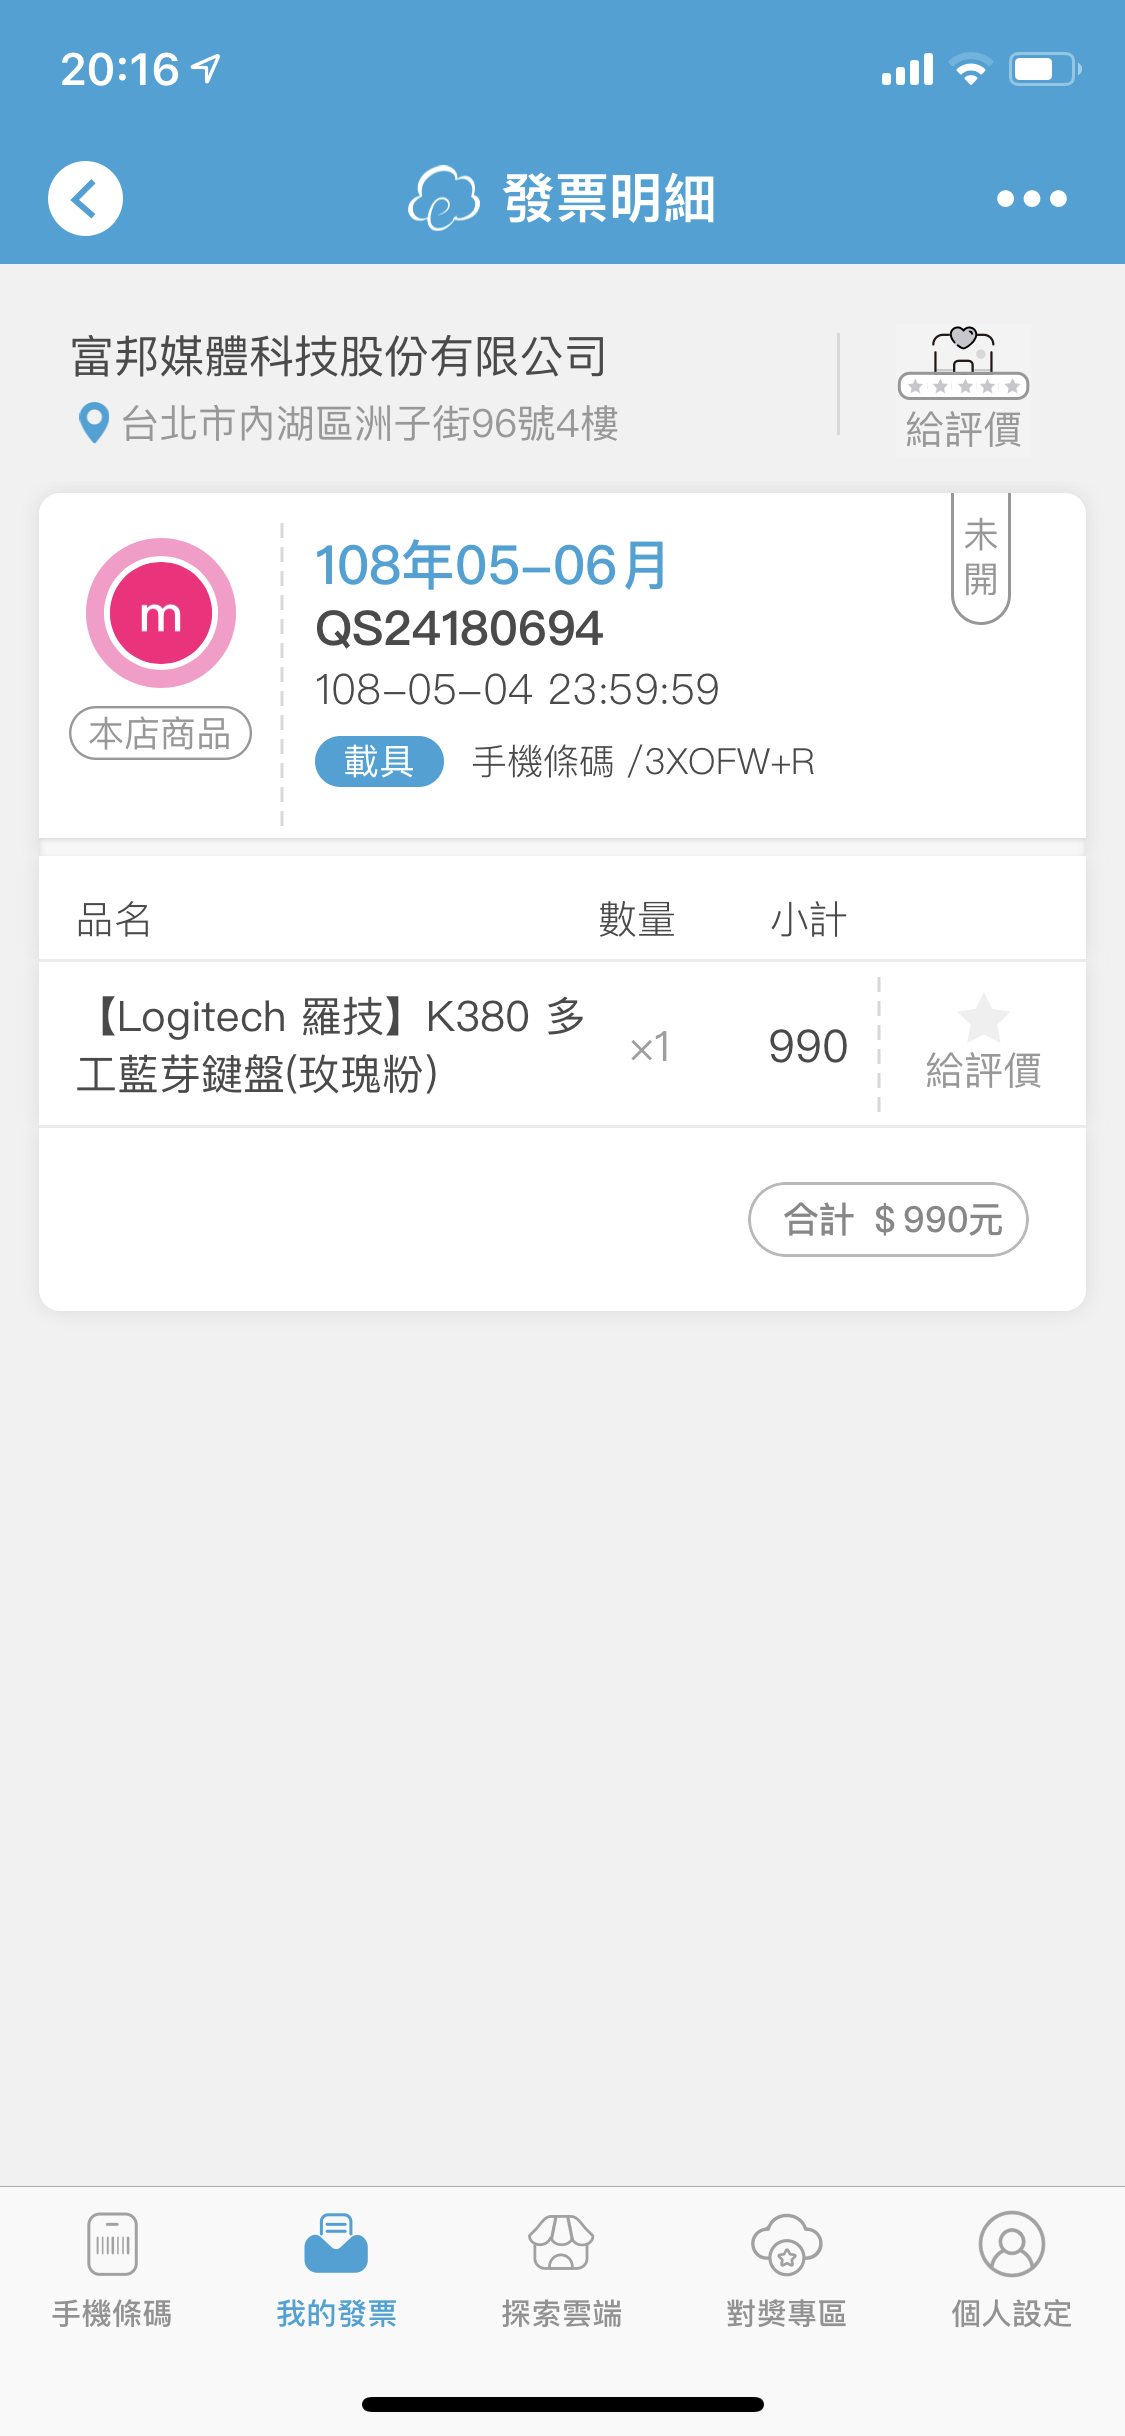 20:16
發票明細
富邦媒體科技股份有限公司
台北市內湖區洲子街96號4樓
給評價
m
本店商品
108年05-06月
QS24180694
108-05-04 23:59:59
載具 手機條碼 /3XOFW+R
未開
品名 數量 小計
【Logitech 羅技】K380 多
工藍芽鍵盤(玫瑰粉)
×1 990
給評價
合計 $990元
手機條碼 我的發票 探索雲端 對獎專區 個人設定